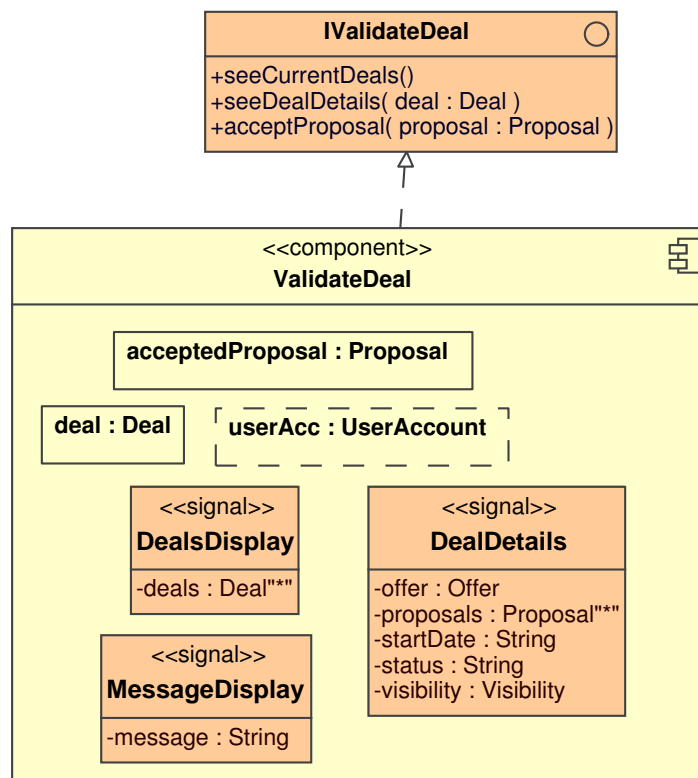 IValidateDeal
+seeCurrentDeals()
+seeDealDetails( deal : Deal )
+acceptProposal( proposal : Proposal )
<<component>>
ValidateDeal
acceptedProposal : Proposal
deal : Deal
userAcc : UserAccount
<<signal>>
DealsDisplay
-deals : Deal"*"
<<signal>>
DealDetails
-offer : Offer
-proposals : Proposal"*"
-startDate : String
-status : String
-visibility : Visibility
<<signal>>
MessageDisplay
-message : String